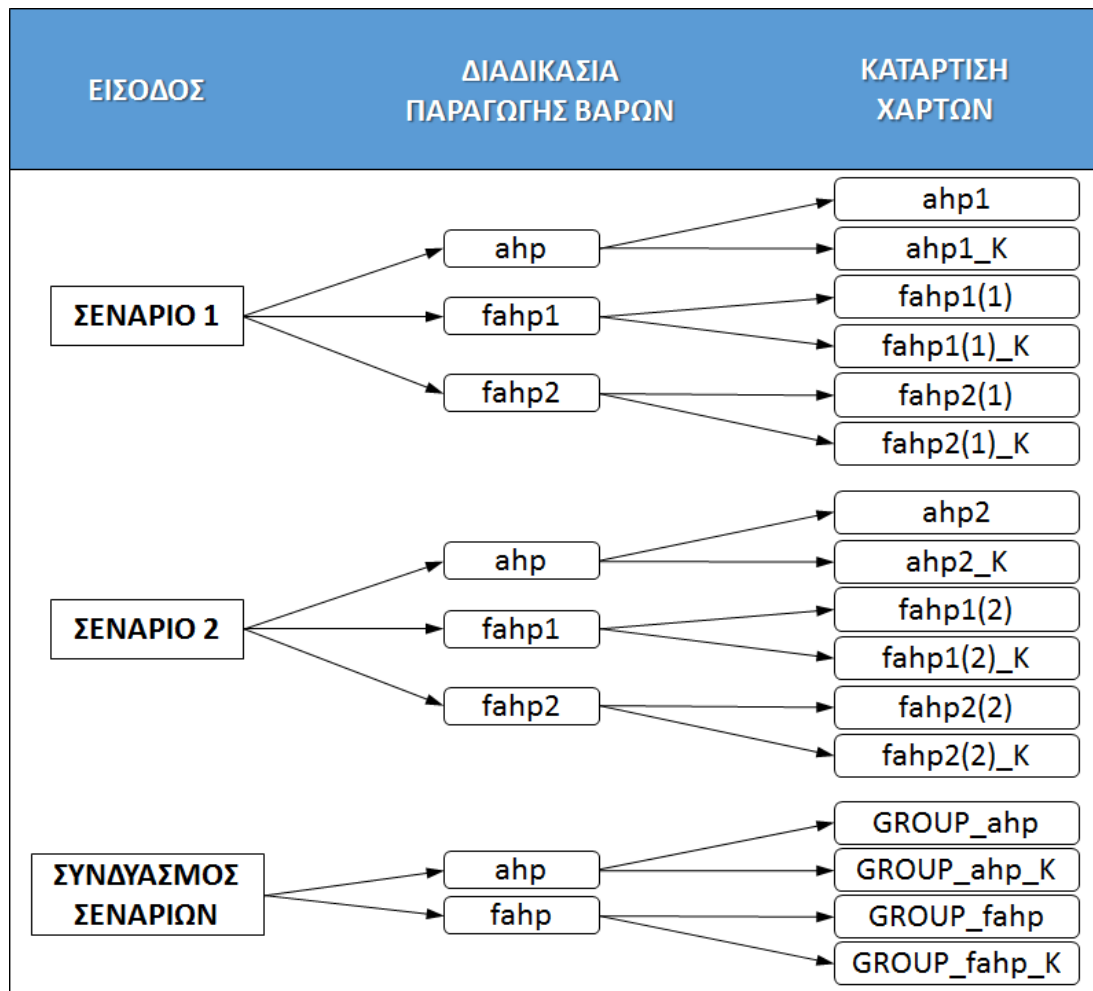 ΕΙΣΟΔΟΣ
ΔΙΑΔΙΚΑΣΙΑ
ΠΑΡΑΓΩΓΗΣ ΒΑΡΩΝ
ΚΑΤΑΡΤΙΣΗ
ΧΑΡΤΩΝ
ΣΕΝΑΡΙΟ 1
ahp
fahp1
fahp2
ahp1
ahp1_K
fahp1(1)
fahp1(1)_K
fahp2(1)
fahp2(1)_K
ΣΕΝΑΡΙΟ 2
ahp
fahp1
fahp2
ahp2
ahp2_K
fahp1(2)
fahp1(2)_K
fahp2(2)
fahp2(2)_K
ΣΥΝΔΥΑΣΜΟΣ
ΣΕΝΑΡΙΩΝ
ahp
fahp
GROUP_ahp
GROUP_ahp_K
GROUP_fahp
GROUP_fahp_K